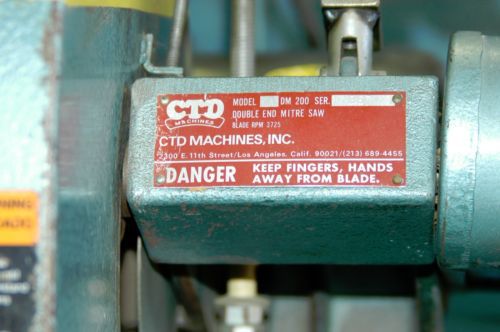 CTD
MACHINES
MODEL DM 200 SER.
DOUBLE END MITRE SAW
BLADE RPM 3725
CTD MACHINES, INC.
2300 E. 11th Street/Los Angeles, Calif. 90021/(213) 689-4455
DANGER KEEP FINGERS, HANDS
AWAY FROM BLADE.